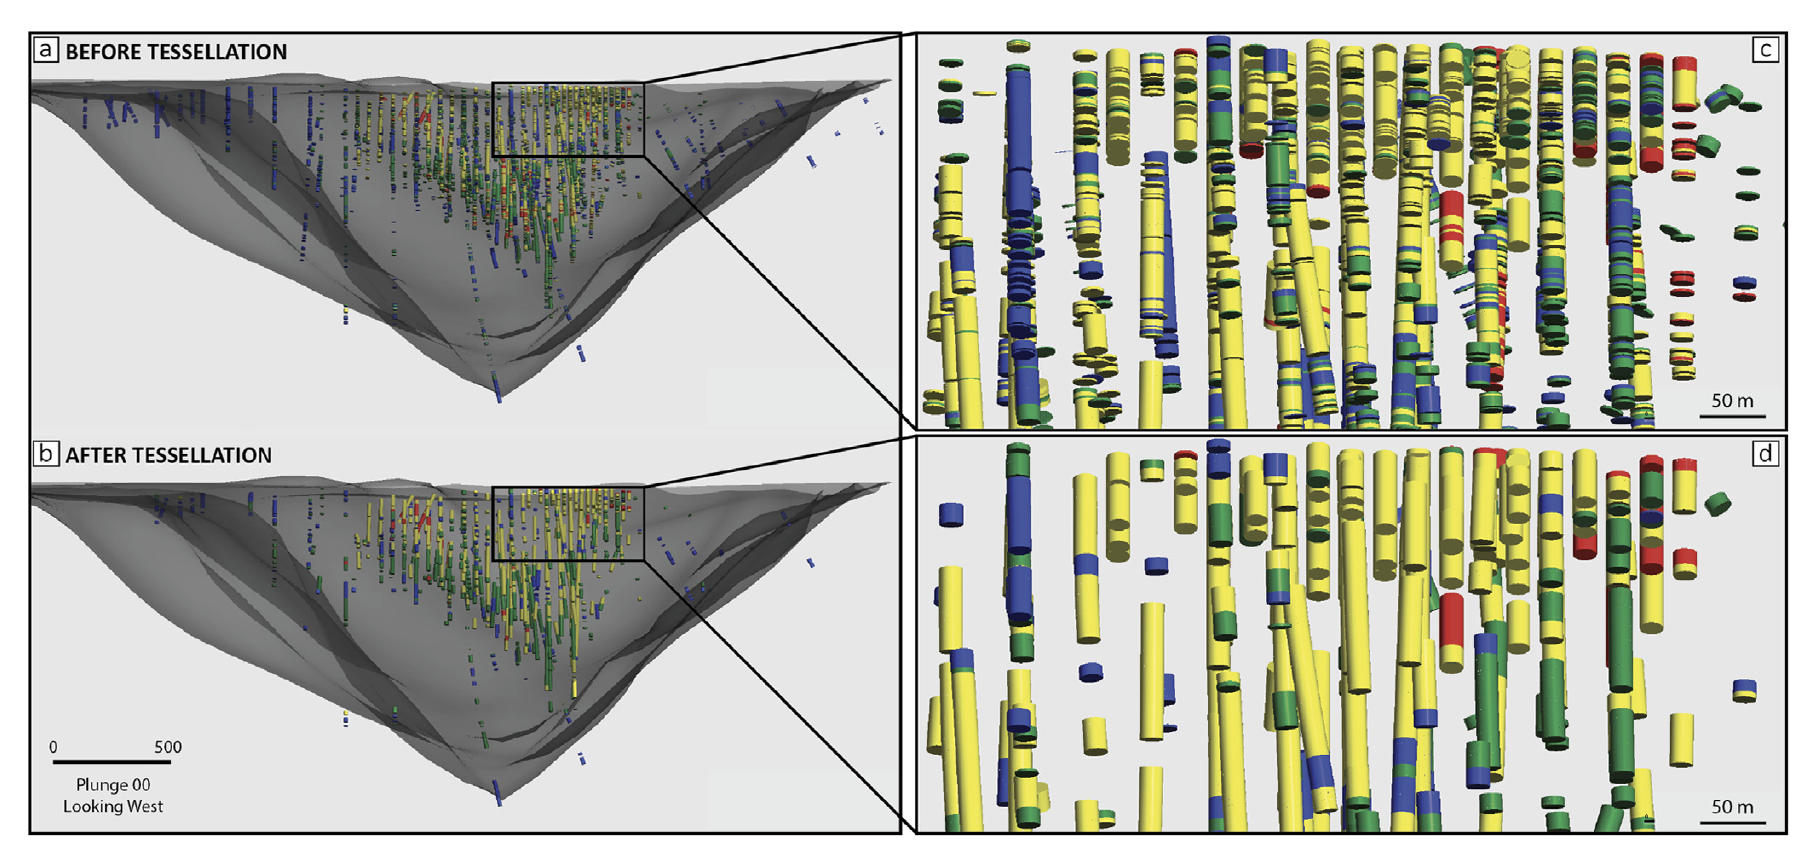 a BEFORE TESSELLATION
c
50 m
b AFTER TESSELLATION
d
0 500
Plunge 00
Looking West
50 m